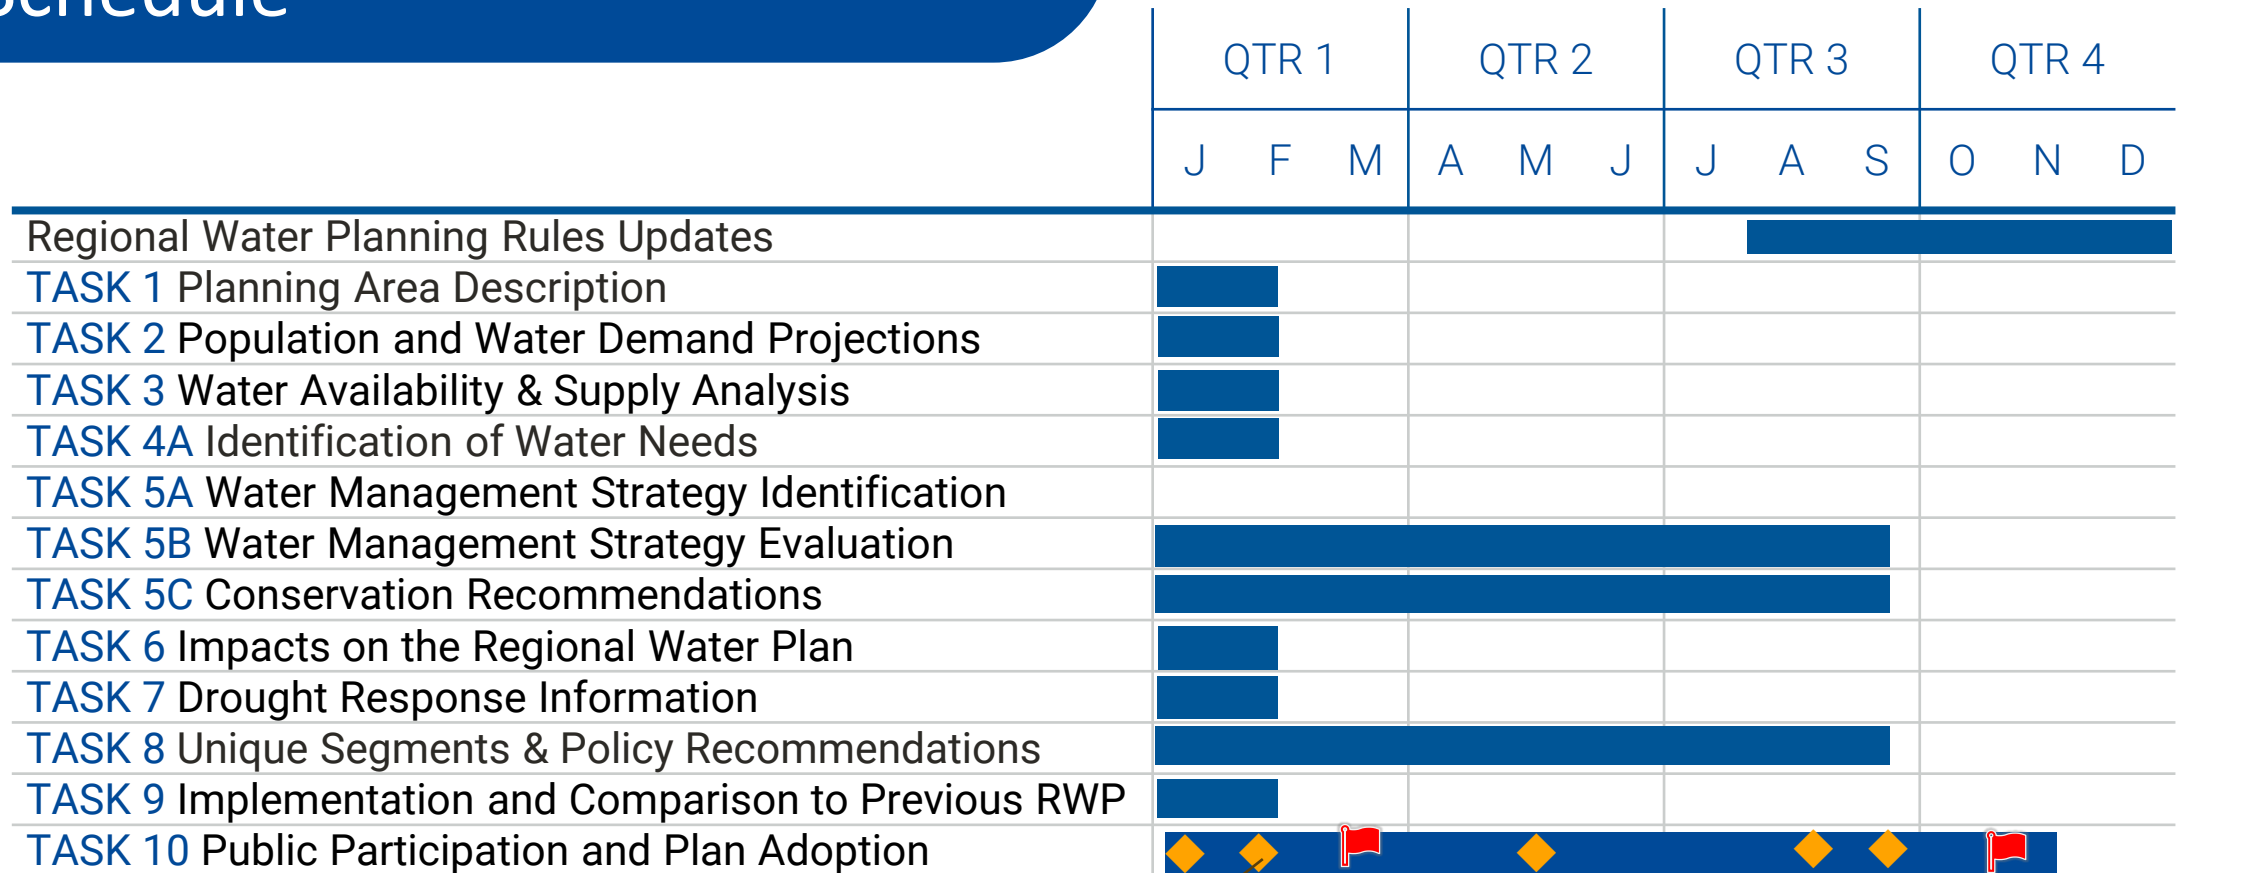 Schedule
QTR 1 QTR 2 QTR 3 QTR 4
J F M A M J J A S O N D
Regional Water Planning Rules Updates
TASK 1 Planning Area Description
TASK 2 Population and Water Demand Projections
TASK 3 Water Availability & Supply Analysis
TASK 4A Identification of Water Needs
TASK 5A Water Management Strategy Identification
TASK 5B Water Management Strategy Evaluation
TASK 5C Conservation Recommendations
TASK 6 Impacts on the Regional Water Plan
TASK 7 Drought Response Information
TASK 8 Unique Segments & Policy Recommendations
TASK 9 Implementation and Comparison to Previous RWP
TASK 10 Public Participation and Plan Adoption